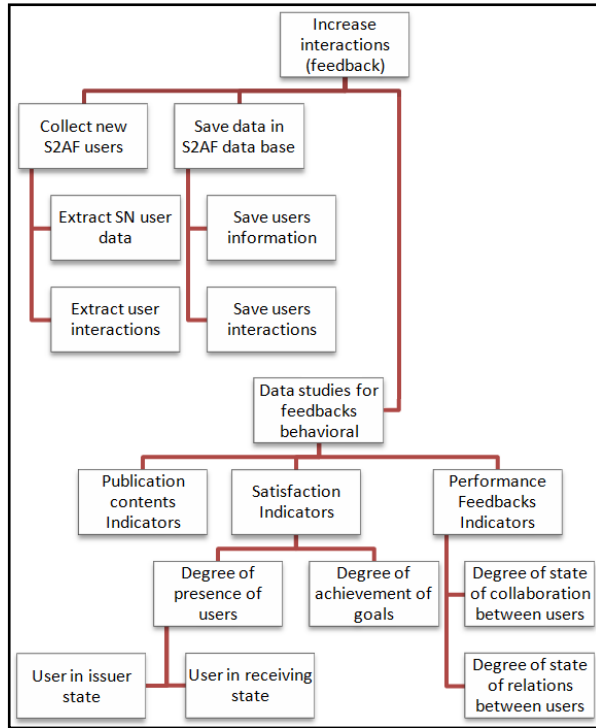 Increase
interactions
(feedback)
Collect new
S2AF users
Save data in
S2AF data base
Extract SN user
data
Save users
information
Extract user
interactions
Save users
interactions
Data studies for
feedbacks
behavioral
Publication
contents
Indicators
Satisfaction
Indicators
Performance
Feedbacks
Indicators
Degree of
presence of
users
Degree of
achievement of
goals
Degree of state
of collaboration
between users
User in issuer
state
User in receiving
state
Degree of state
of relations
between users